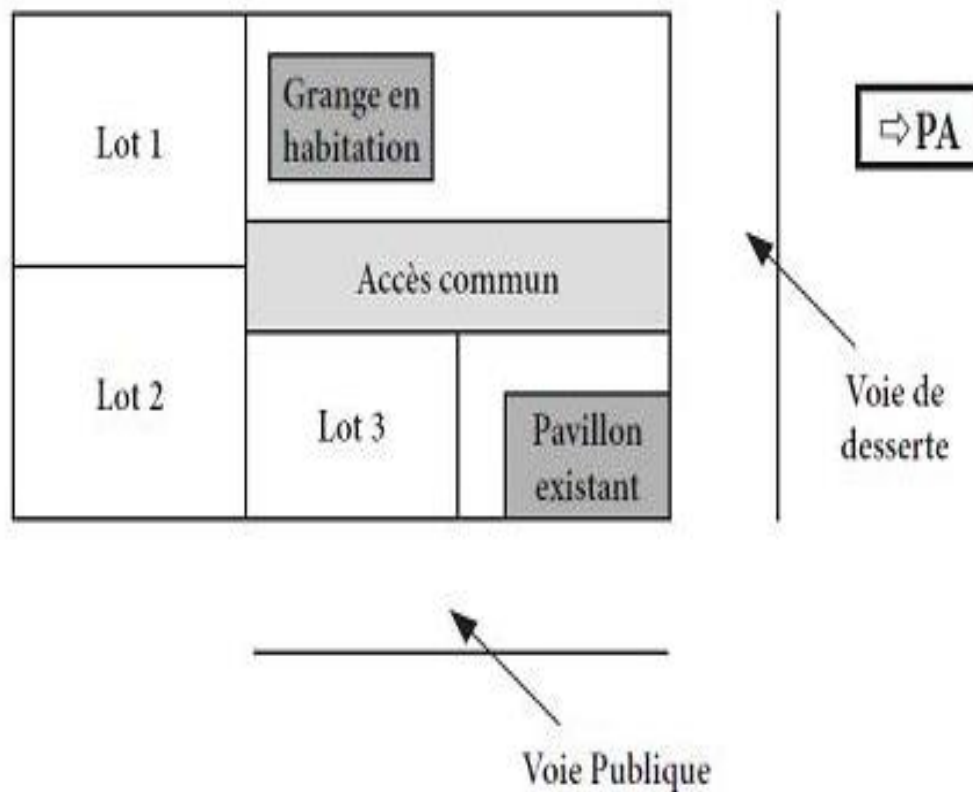 Lot 1
Grange en
habitation
⇨PA
Accès commun
Lot 2
Lot 3
Pavillon
existant
Voie de
desserte
Voie Publique